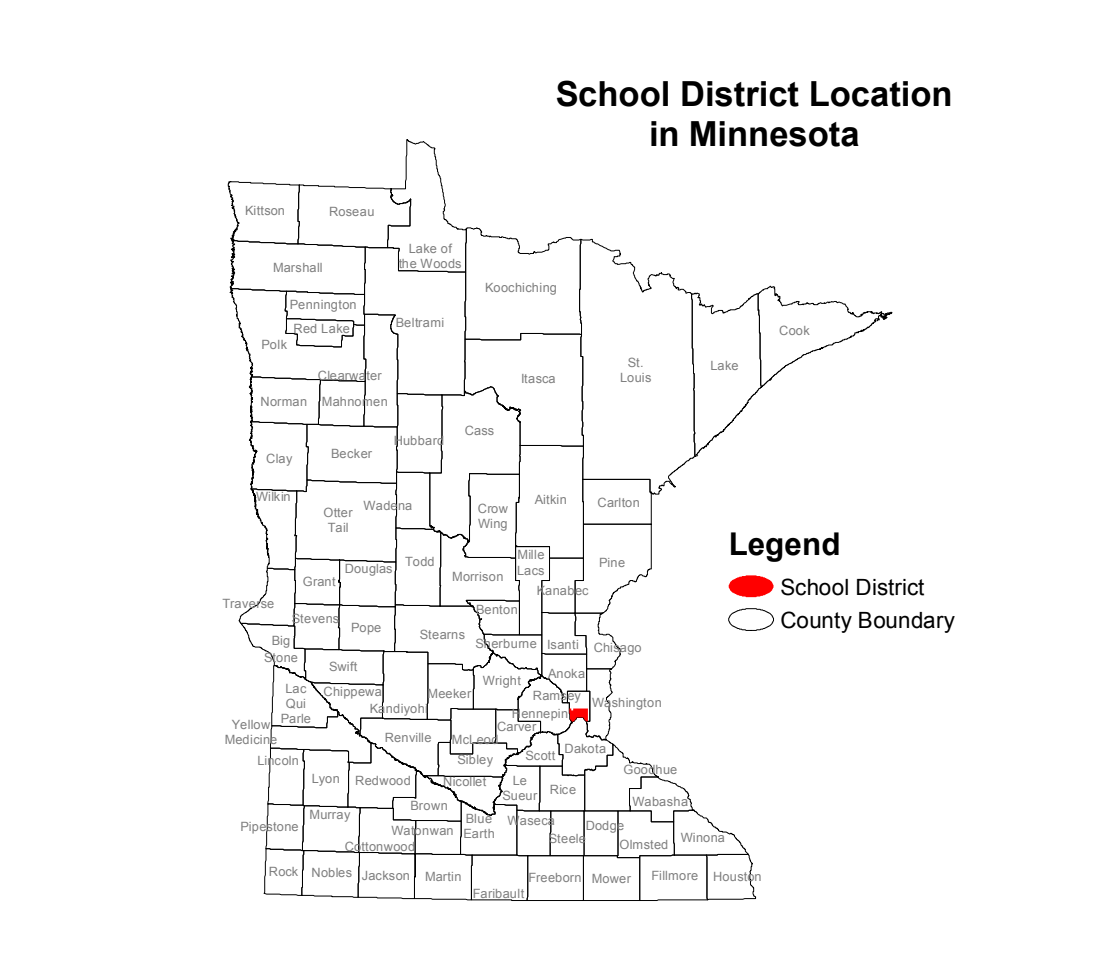 School District Location
in Minnesota
Kittson
Roseau
Lake of
the Woods
Marshall
Koochiching
Pennington
Beltrami
Red Lake
Polk
Cook
St.
Louis
Lake
Clearwater
Itasca
Norman
Mahnomen
Hubbard
Cass
Clay
Becker
Wilkin
Otter
Tail
Wadena
Crow
Wing
Aitkin
Carlton
Mille
Lacs
Pine
Todd
Douglas
Grant
Morrison
Kanabec
Traverse
Benton
Stevens
Pope
Stearns
Sherburne
Isanti
Chisago
Big
Stone
Swift
Anoka
Wright
Lac
Qui
Parle
Chippewa
Kandiyohi
Meeker
Ramsey
Hennepin
Washington
Yellow
Medicine
Renville
McLeod
Carver
Dakota
Scott
Sibley
Lincoln
Lyon
Redwood
Nicollet
Le
Sueur
Rice
Goodhue
Wabasha
Brown
Murray
Pipestone
Cottonwood
Watonwan
Blue
Earth
Waseca
Steele
Dodge
Olmsted
Winona
Rock
Nobles
Jackson
Martin
Faribault
Freeborn
Mower
Fillmore
Houston
Legend
School District
County Boundary